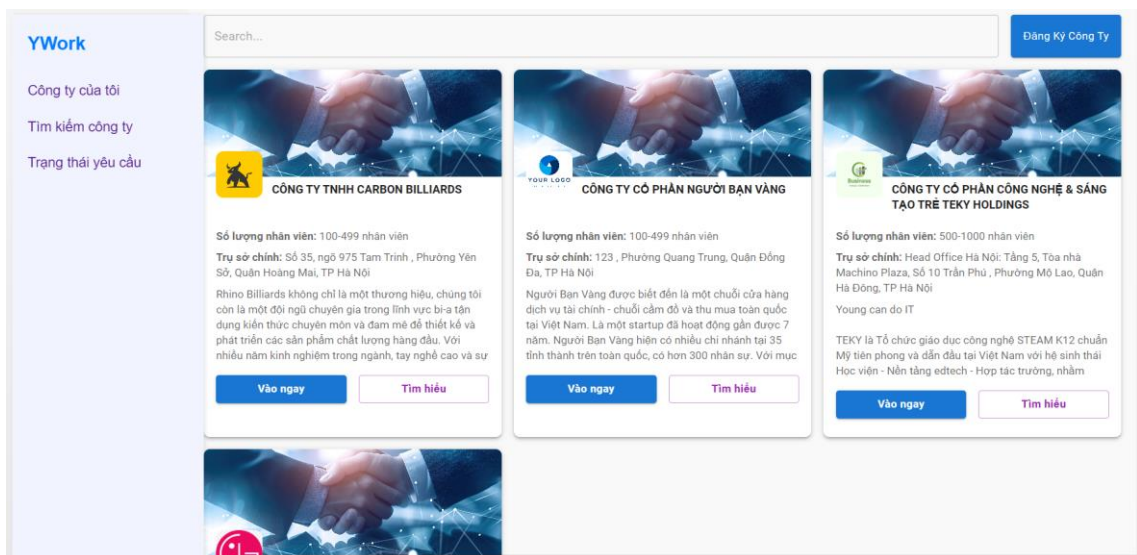 YWork
Công ty của tôi
Tìm kiếm công ty
Trạng thái yêu cầu
Search...
Đăng Ký Công Ty
CÔNG TY TNHH CARBON BILLIARDS
Số lượng nhân viên: 100-499 nhân viên
Trụ sở chính: Số 35, ngõ 975 Tam Trinh , Phường Yên
Sở, Quận Hoàng Mai, TP Hà Nội
Rhino Billiards không chỉ là một thương hiệu, chúng tôi
còn là một đội ngũ chuyên gia trong lĩnh vực bi-a tận
dụng kiến thức chuyên môn và đam mê để thiết kế và
phát triển các sản phẩm chất lượng hàng đầu. Với
nhiều năm kinh nghiệm trong ngành, tay nghề cao và sự
Vào ngay
Tìm hiểu
YOUR LOGO
CÔNG TY CỔ PHẦN NGƯỜI BẠN VÀNG
Số lượng nhân viên: 100-499 nhân viên
Trụ sở chính: 123 , Phường Quang Trung, Quận Đống
Đa, TP Hà Nội
Người Bạn Vàng được biết đến là một chuỗi cửa hàng
dịch vụ tài chính - chuỗi cầm đồ và thu mua toàn quốc
tại Việt Nam. Là một startup đã hoạt động gần được 7
năm. Người Bạn Vàng hiện có nhiều chi nhánh tại 35
tỉnh thành trên toàn quốc, có hơn 300 nhân sự. Với mục
Vào ngay
Tìm hiểu
Business
CÔNG TY CỔ PHẦN CÔNG NGHỆ & SÁNG
TẠO TRẺ TEKY HOLDINGS
Số lượng nhân viên: 500-1000 nhân viên
Trụ sở chính: Head Office Hà Nội: Tầng 5, Tòa nhà
Machino Plaza, Số 10 Trần Phú , Phường Mộ Lao, Quận
Hà Đông, TP Hà Nội
Young can do IT
TEKY là Tổ chức giáo dục công nghệ STEAM K12 chuẩn
Mỹ tiên phong và dẫn đầu tại Việt Nam với hệ sinh thái
Học viện - Nền tảng edtech - Hợp tác trường, nhằm
Vào ngay
Tìm hiểu